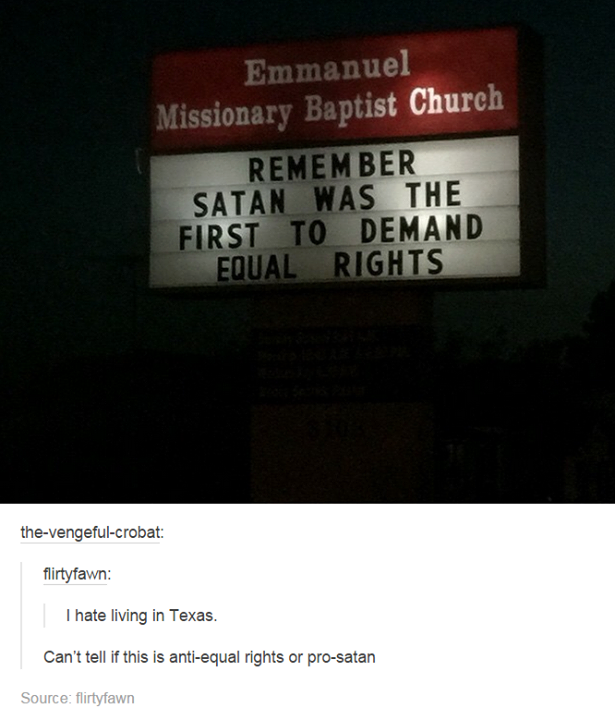 Emmanuel
Missionary Baptist Church
REMEMBER
SATAN WAS THE
FIRST TO DEMAND
EQUAL RIGHTS
the-vengeful-crobat:
flirtyfawn:
I hate living in Texas.
Can't tell if this is anti-equal rights or pro-satan
Source: flirtyfawn